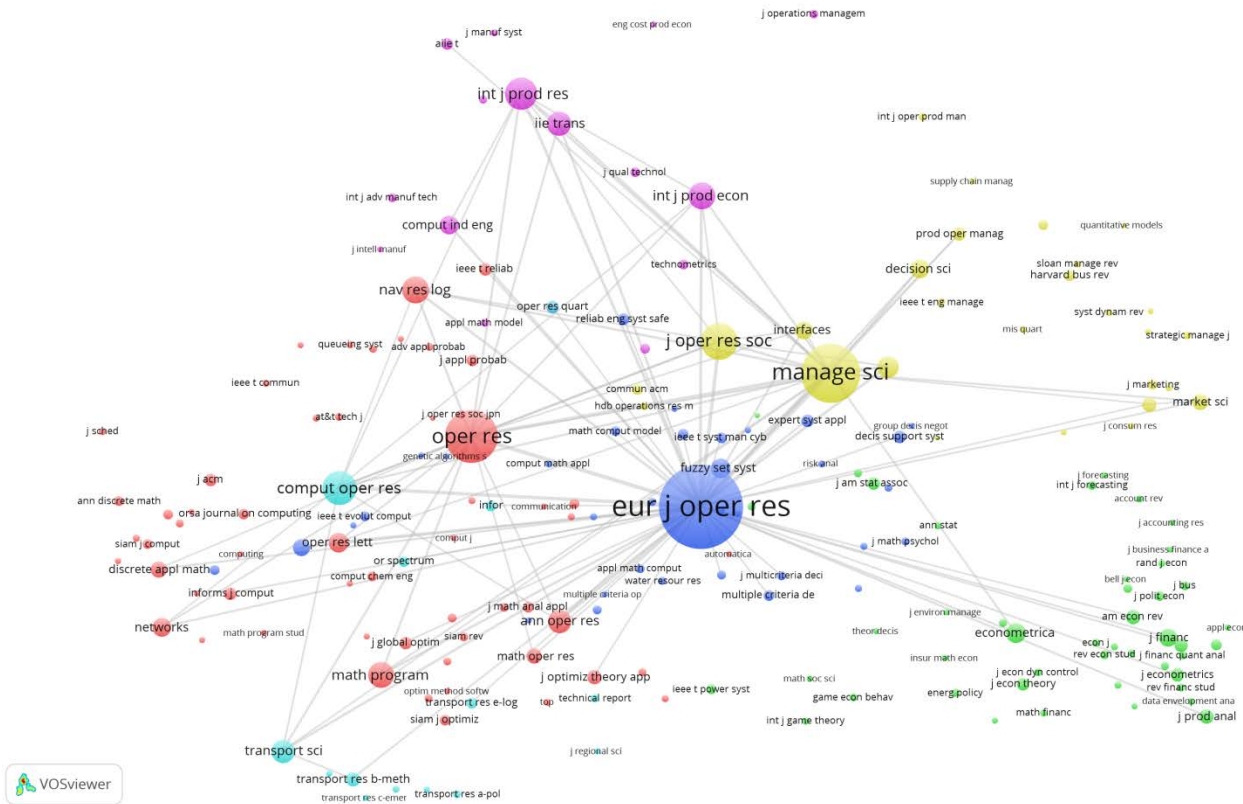 eng cost prod econ
j operations managem
j manuf syst
aiie t
int j prod res
iie trans
int j oper prod man
j qual technol
supply chain manag
int j prod econ
int j adv manuf tech
comput ind eng
quantitative models
prod oper manag
j intell manuf
technometrics
ieee t reliab
decision sci
sloan manage rev
harvard bus rev
nav res log
oper res quart
ieee t eng manage
reliab eng syst safe
syst dynam rev
appl math model
interfaces
mis quart
strategic manage j
j oper res soc
queueing syst
adv appl probab
j appl probab
manage sci
ieee t commun
commun acm
j marketing
market sci
hdb operations res m
at&t tech j
j oper res soc jpn
expert syst appl
j consum res
j sched
oper res
math comput model
ieee t syst man cyb
group decis negot
decis support syst
genetic algorithms s
comput math appl
fuzzy set syst
risk anal
j acm
comput oper res
j am stat assoc
j forecasting
int j forecasting
ann discrete math
account rev
infor
communication
eur j oper res
orsa journal on computing
ieee t evolut comput
ann stat
j accounting res
siam j comput
oper res lett
comput j
j math psychol
computing
automatica
j business finance a
rand j econ
discrete appl math
or spectrum
appl math comput
j multicriteria deci
comput chem eng
water resour res
bell j econ
j bus
informs j comput
multiple criteria op
multiple criteria de
j polit econ
j math anal appl
j environ manage
am econ rev
networks
ann oper res
math program stud
siam rev
theor decis
econometrica
j financ
appl econ
j global optim
econ j
rev econ stud
j financ quant anal
math oper res
insur math econ
math program
j optimiz theory app
math soc sci
j econ dyn control
j econ theory
j econometrics
rev financ stud
optim method softw
ieee t power syst
transport res e-log
top
technical report
game econ behav
energ policy
data envelopment ana
siam j optimiz
int j game theory
math financ
j prod anal
transport sci
j regional sci
transport res b-meth
transport res c-emer
transport res a-pol
VOSviewer